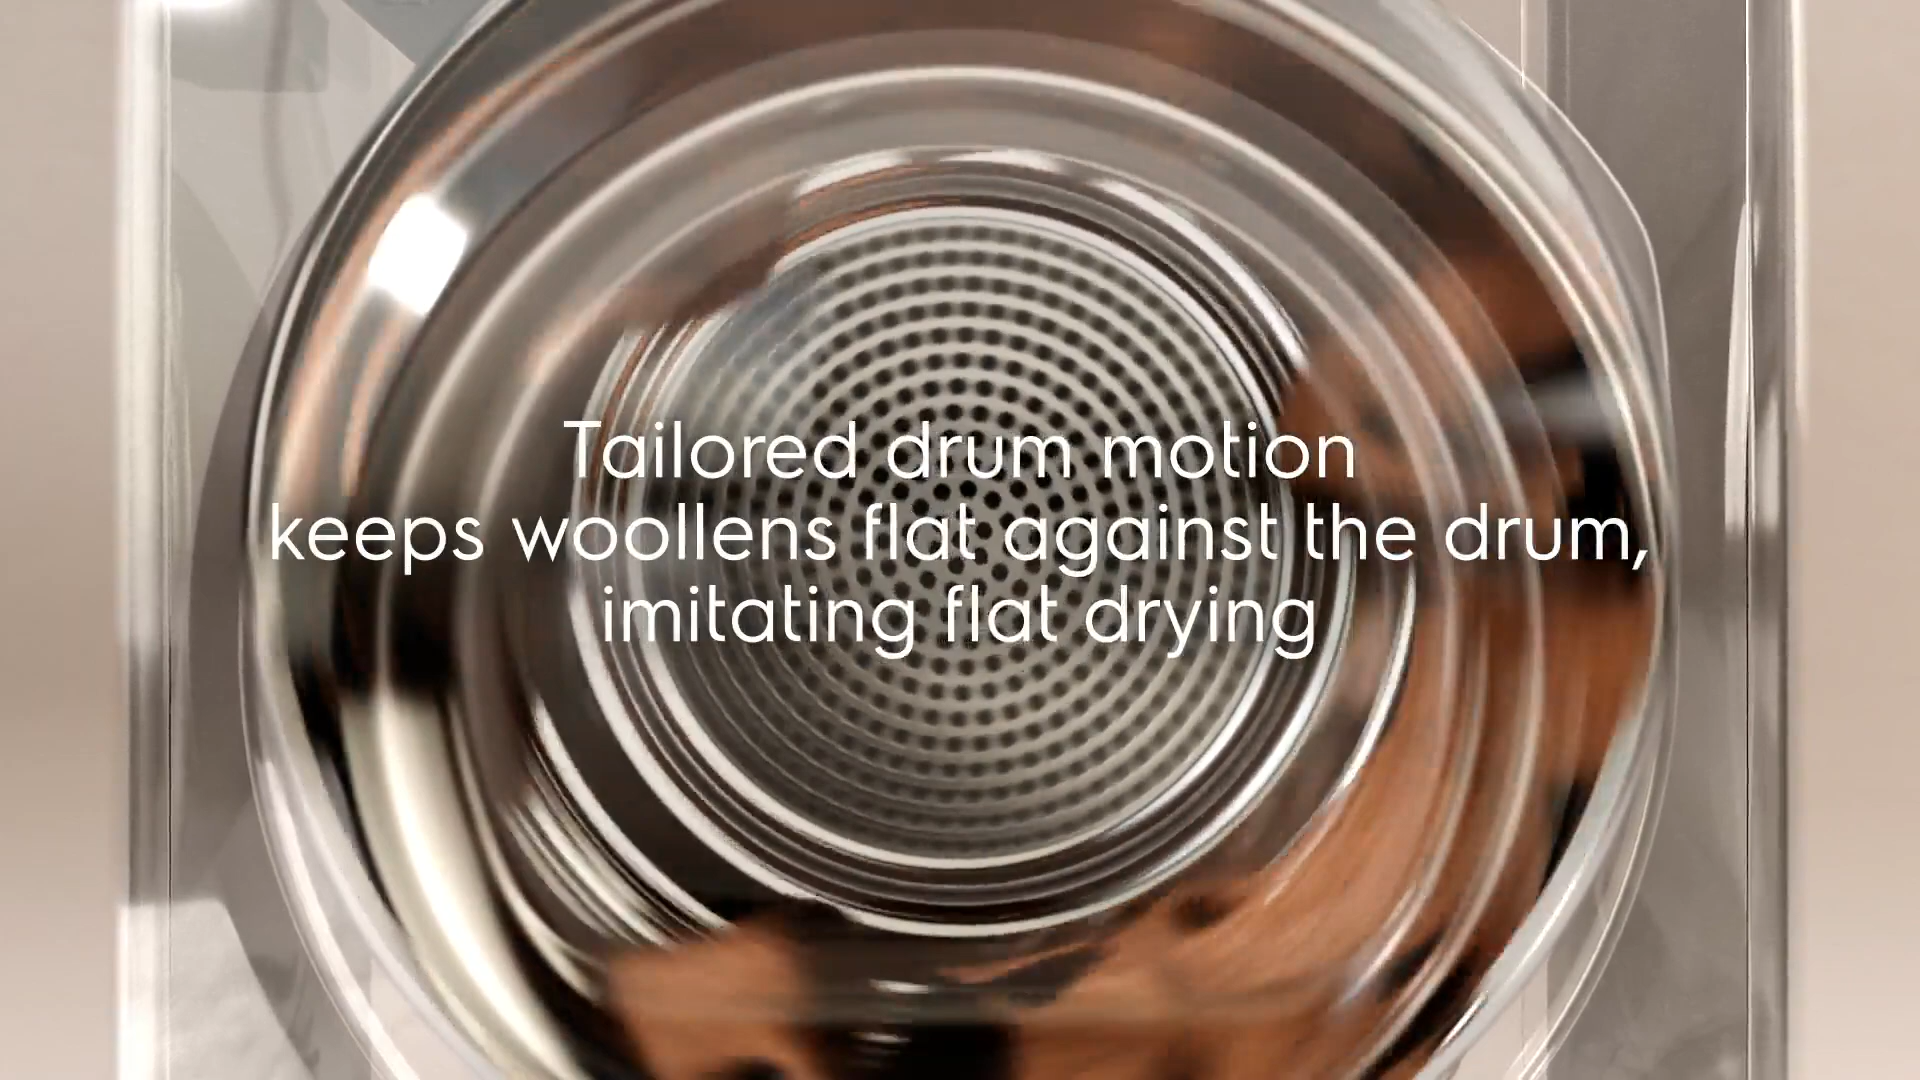 Tailored drum motion
keeps woollens flat against the drum,
imitating flat drying